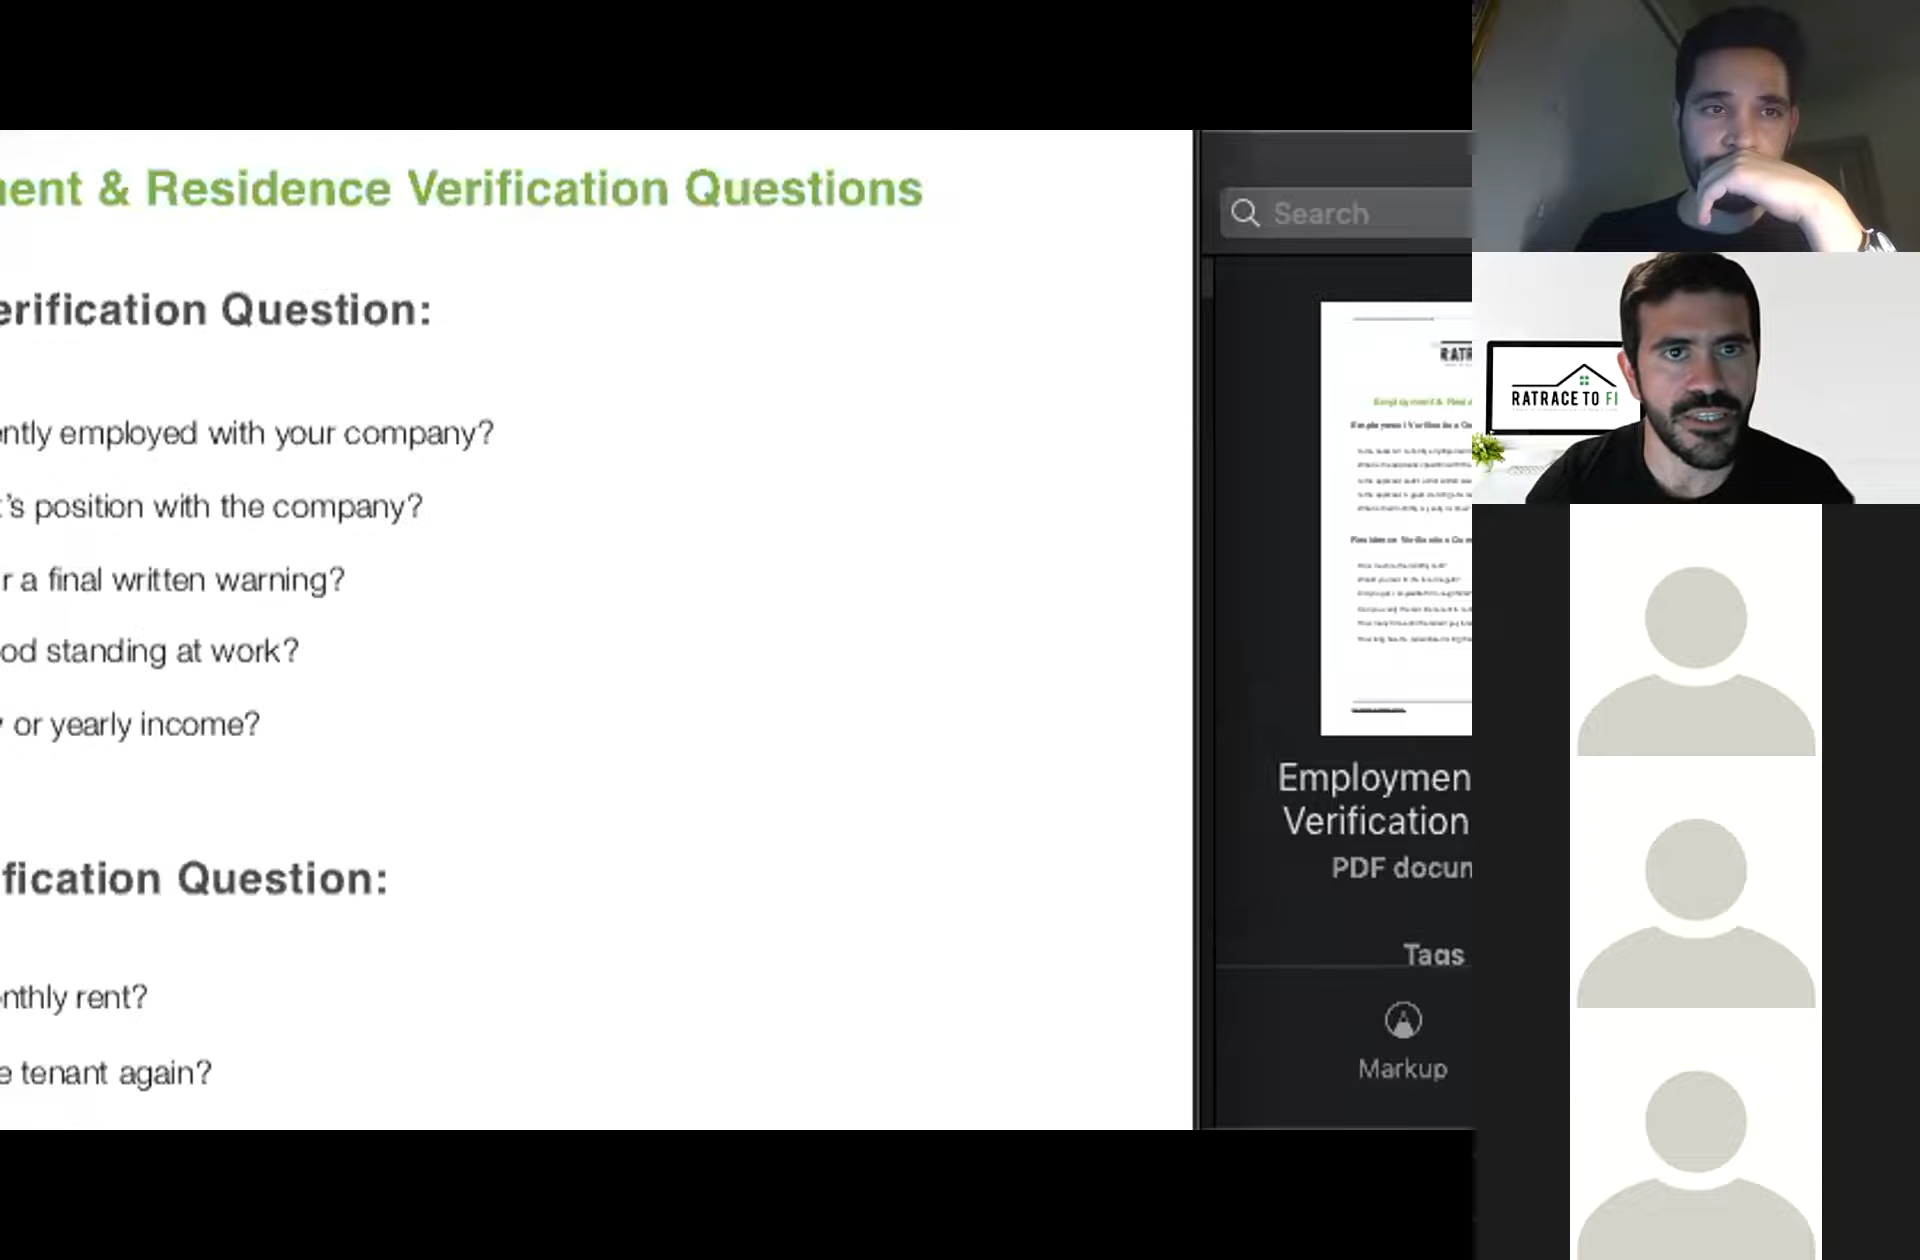 ent & Residence Verification Questions
erification Question:
ntly employed with your company?
t's position with the company?
r a final written warning?
od standing at work?
y or yearly income?
fication Question:
nthly rent?
e tenant again?
Search
RATR
Employmen
Verification
PDF docun
Tags
Markup
RATRACE TO FI